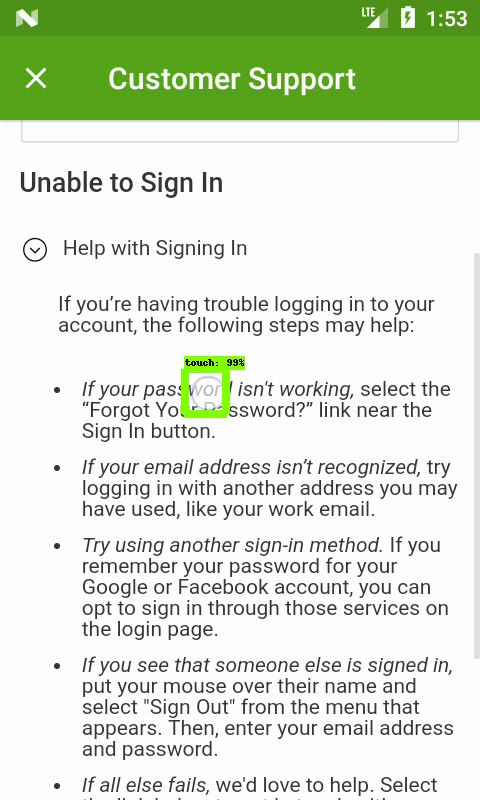 LTE 1:53
Customer Support
Unable to Sign In
Help with Signing In
If you’re having trouble logging in to your
account, the following steps may help:
touch: 99%
• If your password isn't working, select the
“Forgot Your Password?” link near the
Sign In button.
• If your email address isn’t recognized, try
logging in with another address you may
have used, like your work email.
• Try using another sign-in method. If you
remember your password for your
Google or Facebook account, you can
opt to sign in through those services on
the login page.
• If you see that someone else is signed in,
put your mouse over their name and
select "Sign Out" from the menu that
appears. Then, enter your email address
and password.
• If all else fails, we'd love to help. Select